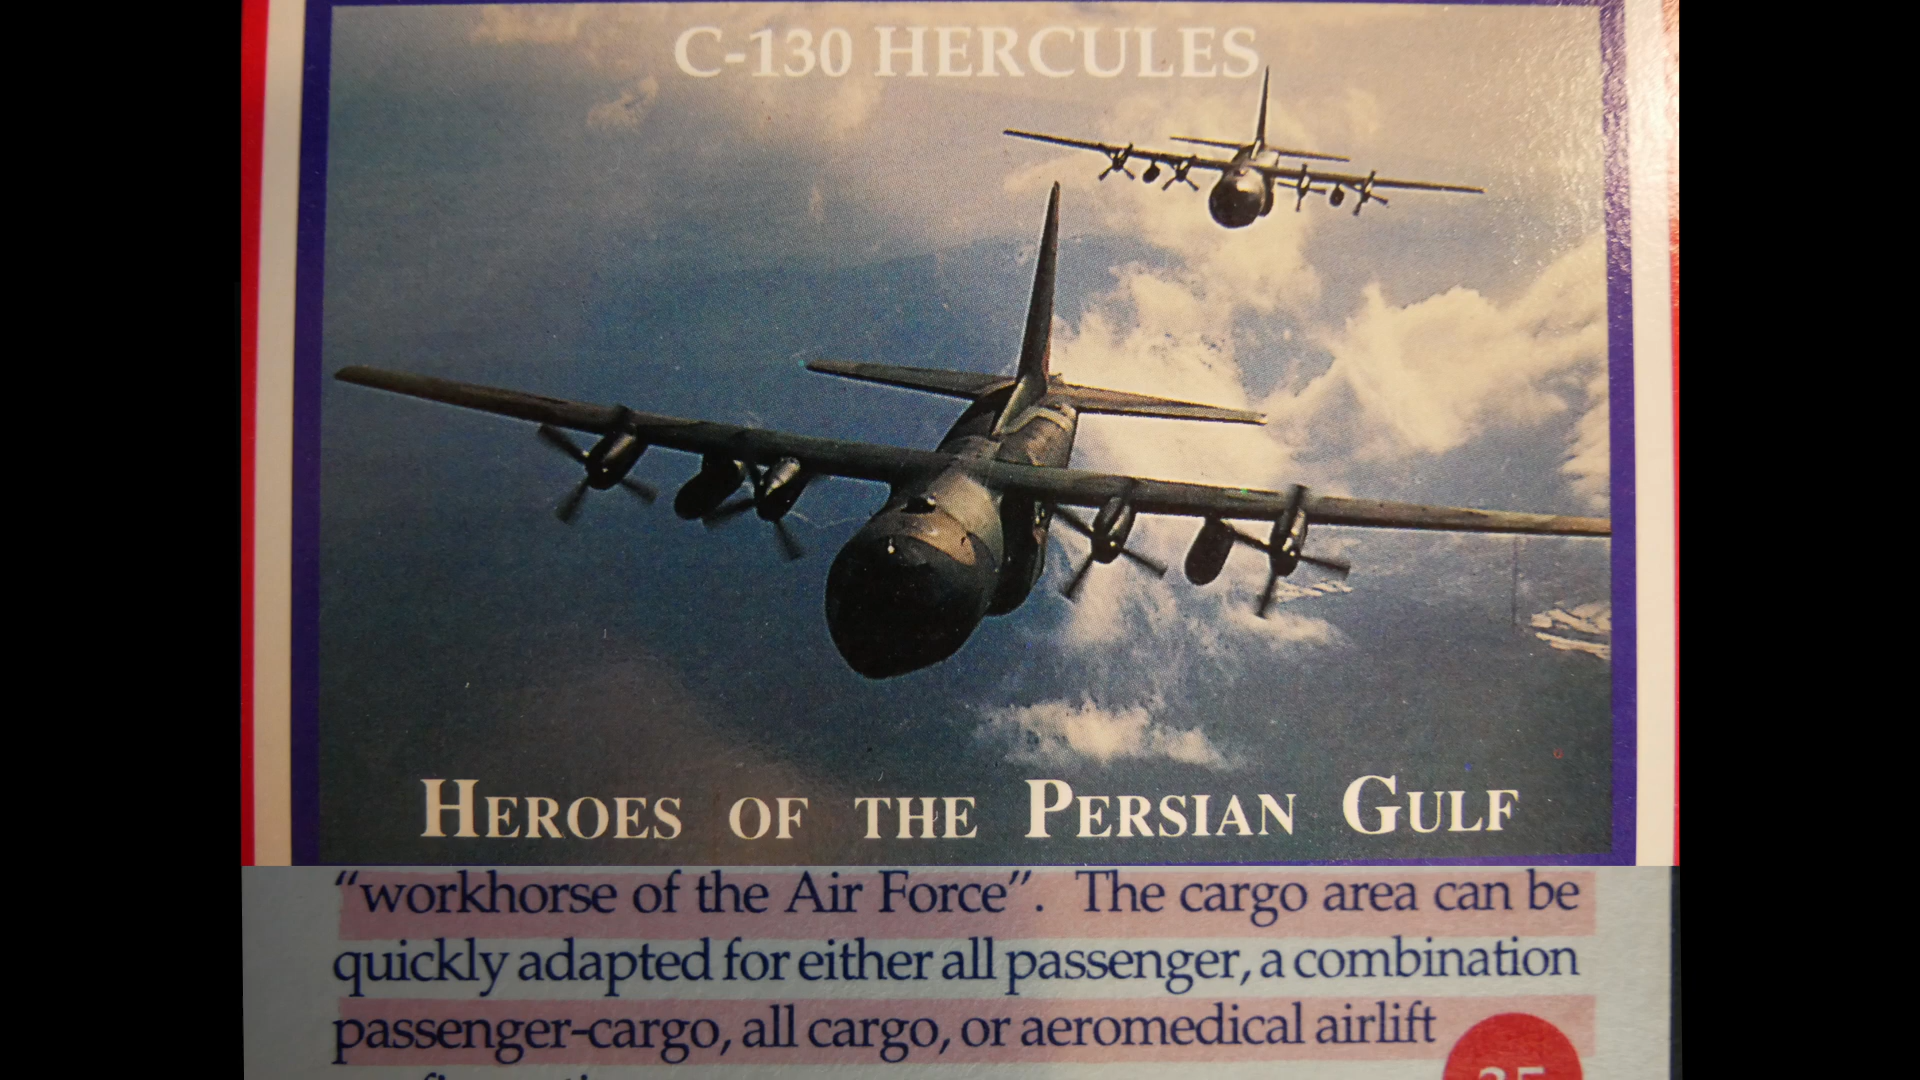 C-130 HERCULES
HEROES OF THE PERSIAN GULF
“workhorse of the Air Force”. The cargo area can be
quickly adapted for either all passenger, a combination
passenger-cargo, all cargo, or aeromedical airlift